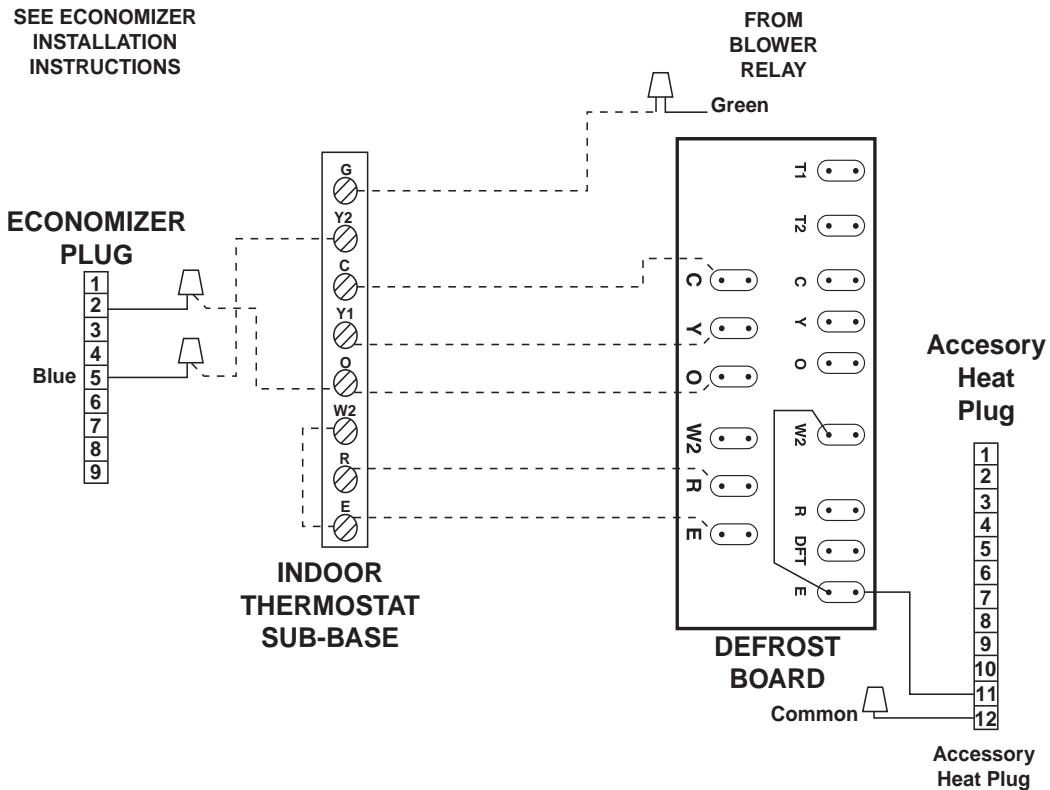 SEE ECONOMIZER
INSTALLATION
INSTRUCTIONS
FROM
BLOWER
RELAY
Green
ECONOMIZER
PLUG
1
2
3
4
5
6
7
8
9
Blue
G
Y2
C
Y1
O
W2
R
E
INDOOR
THERMOSTAT
SUB-BASE
C
Y
O
W2
R
E
T1
T2
C
Y
O
W2
R
DFT
E
DEFROST
BOARD
Accesory
Heat
Plug
1
2
3
4
5
6
7
8
9
10
11
12
Common
Accessory
Heat Plug